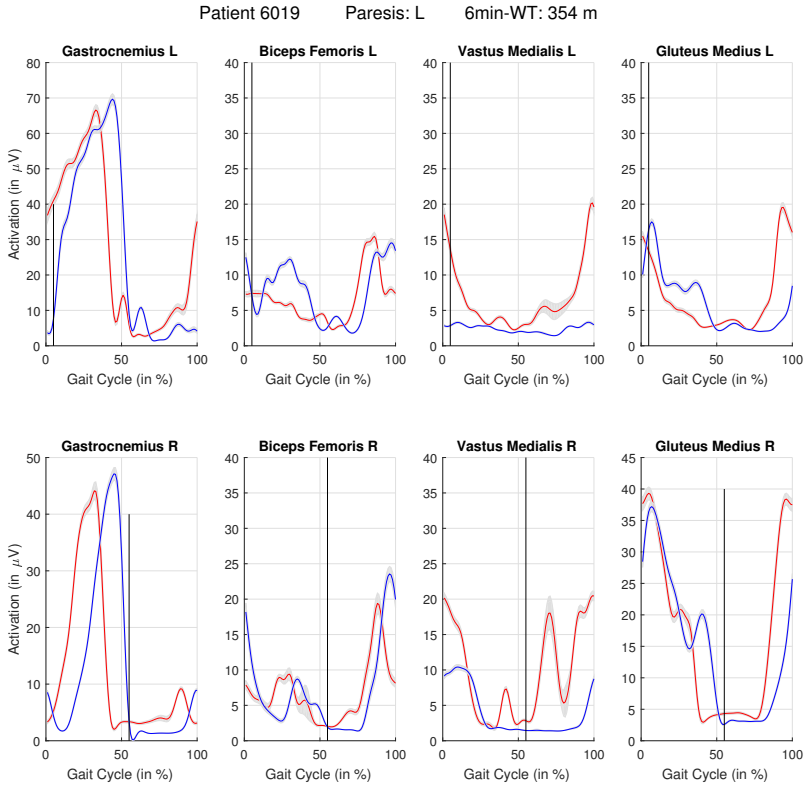 Patient 6019 Paresis: L 6min-WT: 354 m
Gastrocnemius L
Biceps Femoris L
Vastus Medialis L
Gluteus Medius L
Activation (in μV)
80
70
60
50
40
30
20
10
0
0 50 100
Gait Cycle (in %)
40
35
30
25
20
15
10
5
0
0 50 100
Gait Cycle (in %)
40
35
30
25
20
15
10
5
0
0 50 100
Gait Cycle (in %)
40
35
30
25
20
15
10
5
0
0 50 100
Gait Cycle (in %)
Gastrocnemius R
Biceps Femoris R
Vastus Medialis R
Gluteus Medius R
Activation (in μV)
50
40
30
20
10
0
0 50 100
Gait Cycle (in %)
40
35
30
25
20
15
10
5
0
0 50 100
Gait Cycle (in %)
40
35
30
25
20
15
10
5
0
0 50 100
Gait Cycle (in %)
45
40
35
30
25
20
15
10
5
0
0 50 100
Gait Cycle (in %)